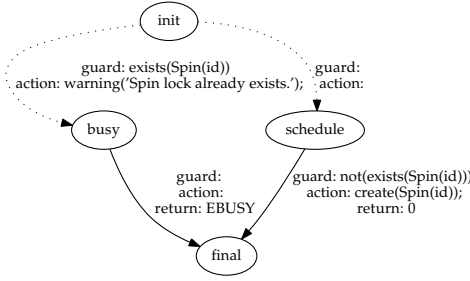 init
guard: exists(Spin(id))
action: warning('Spin lock already exists.');
guard:
action:
busy
schedule
guard:
action:
return: EBUSY
guard: not(exists(Spin(id)))
action: create(Spin(id));
return: 0
final